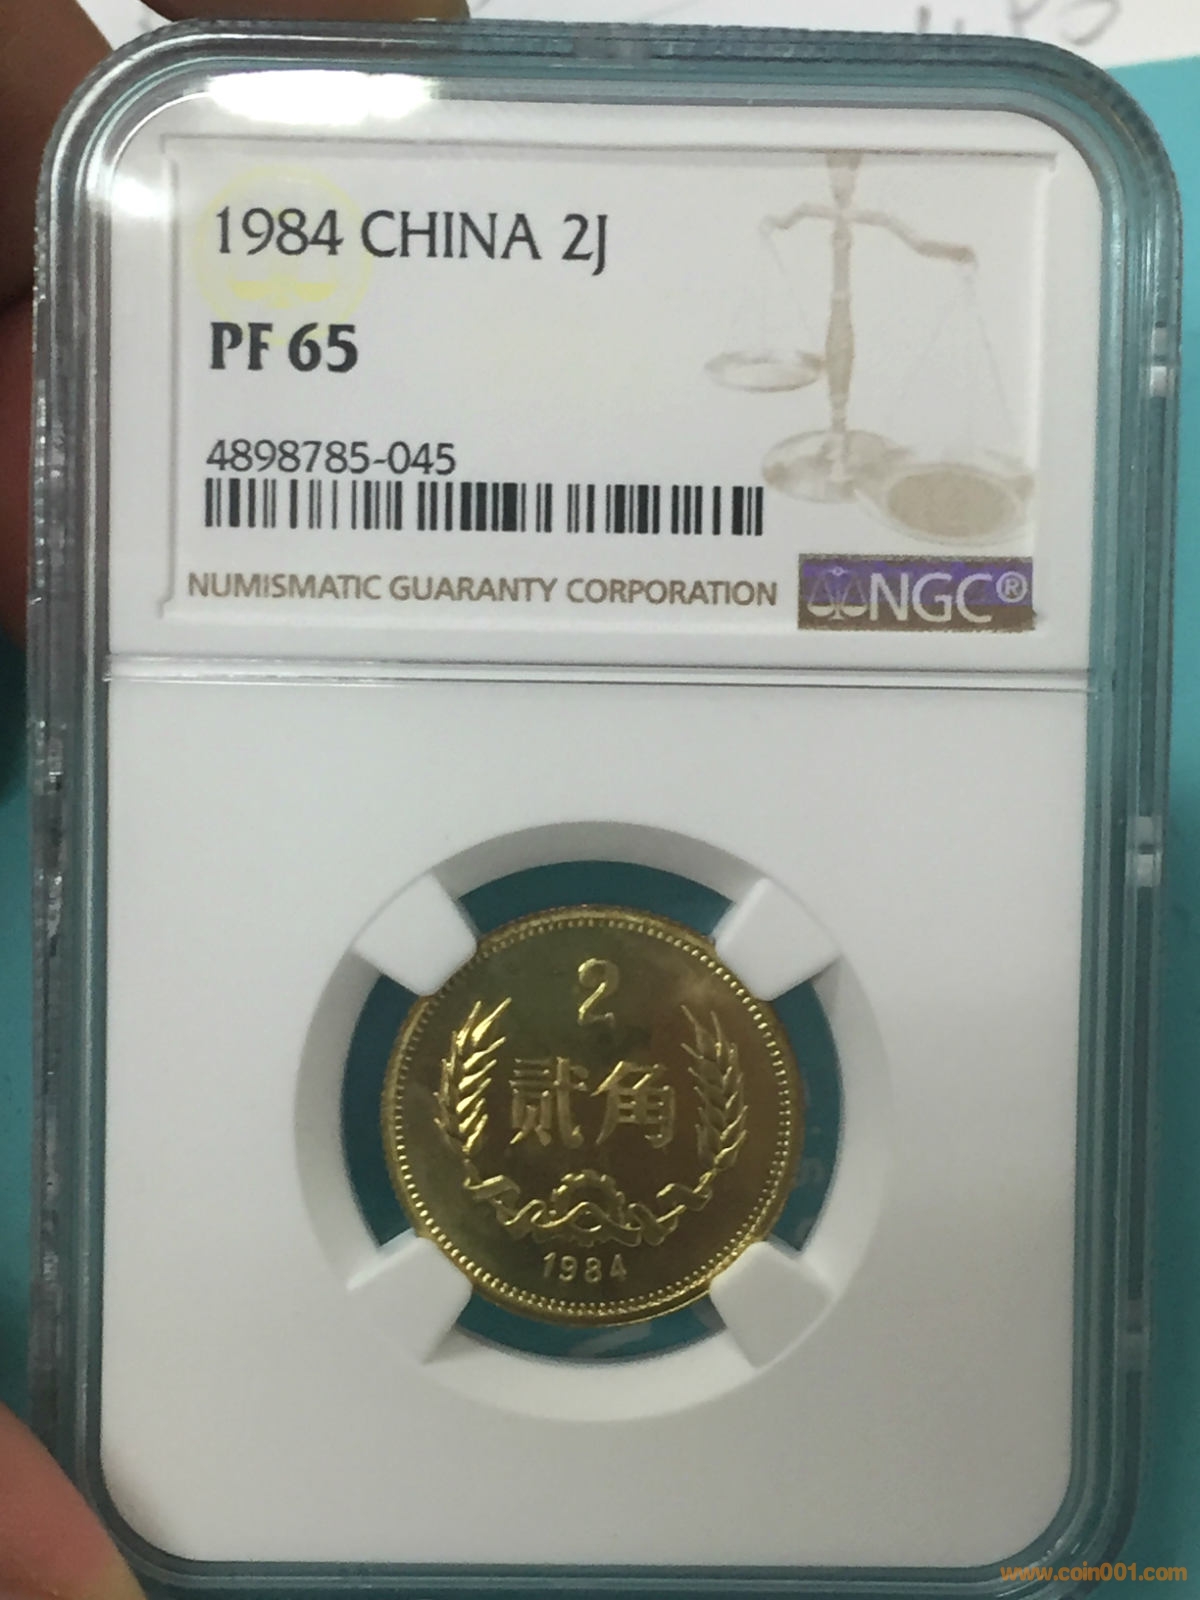 1984 CHINA 2J
PF 65
4898785-045
NUMISMATIC GUARANTY CORPORATION
NGC®
2
贰角
1984
www.coin001.com